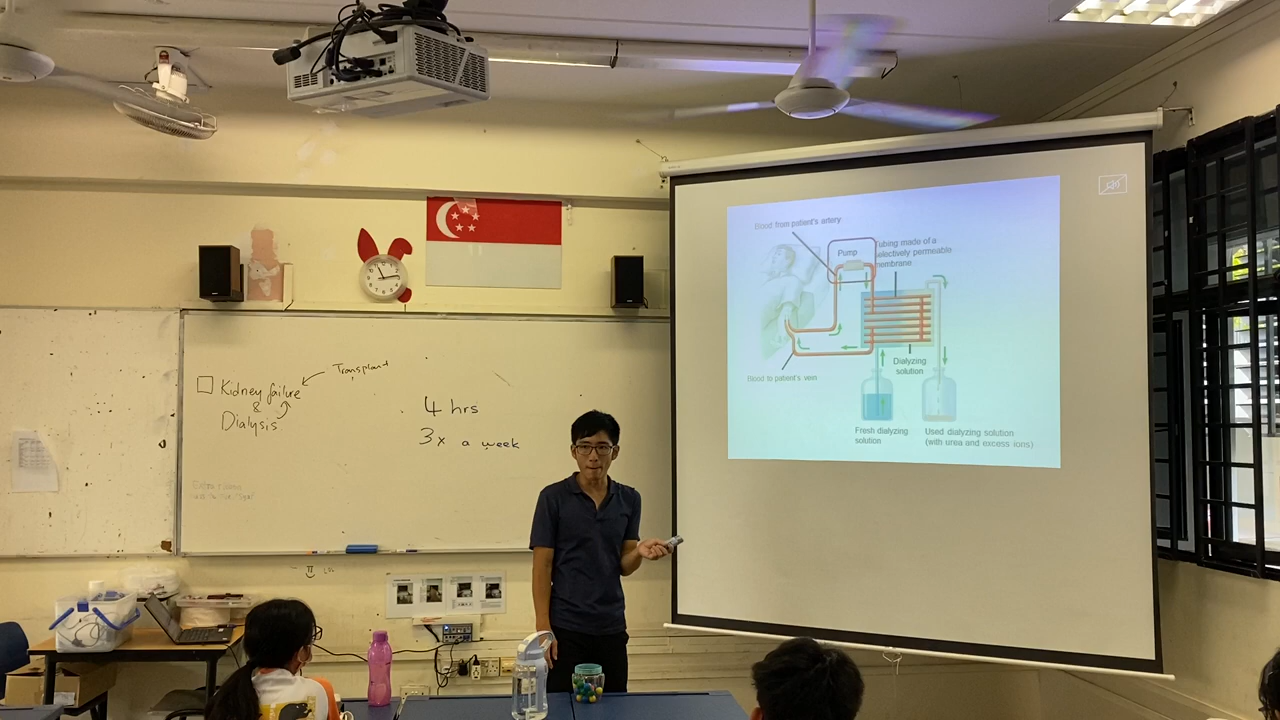 Transplant
Kidney failure
&
Dialysis
4 hrs
3x a week
Blood from patient's artery
Pump
Tubing made of a
selectively permeable
membrane
Dialyzing
solution
Blood to patient's vein
Fresh dialyzing
solution
Used dialyzing solution
(with urea and excess ions)